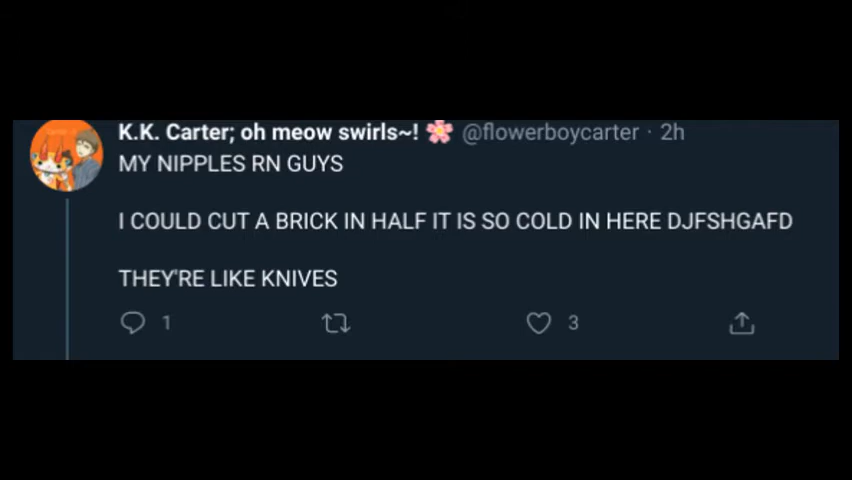 K.K. Carter; oh meow swirls~! 🌸 @flowerboycarter · 2h
MY NIPPLES RN GUYS
I COULD CUT A BRICK IN HALF IT IS SO COLD IN HERE DJFSHGAFD
THEY'RE LIKE KNIVES
1 3